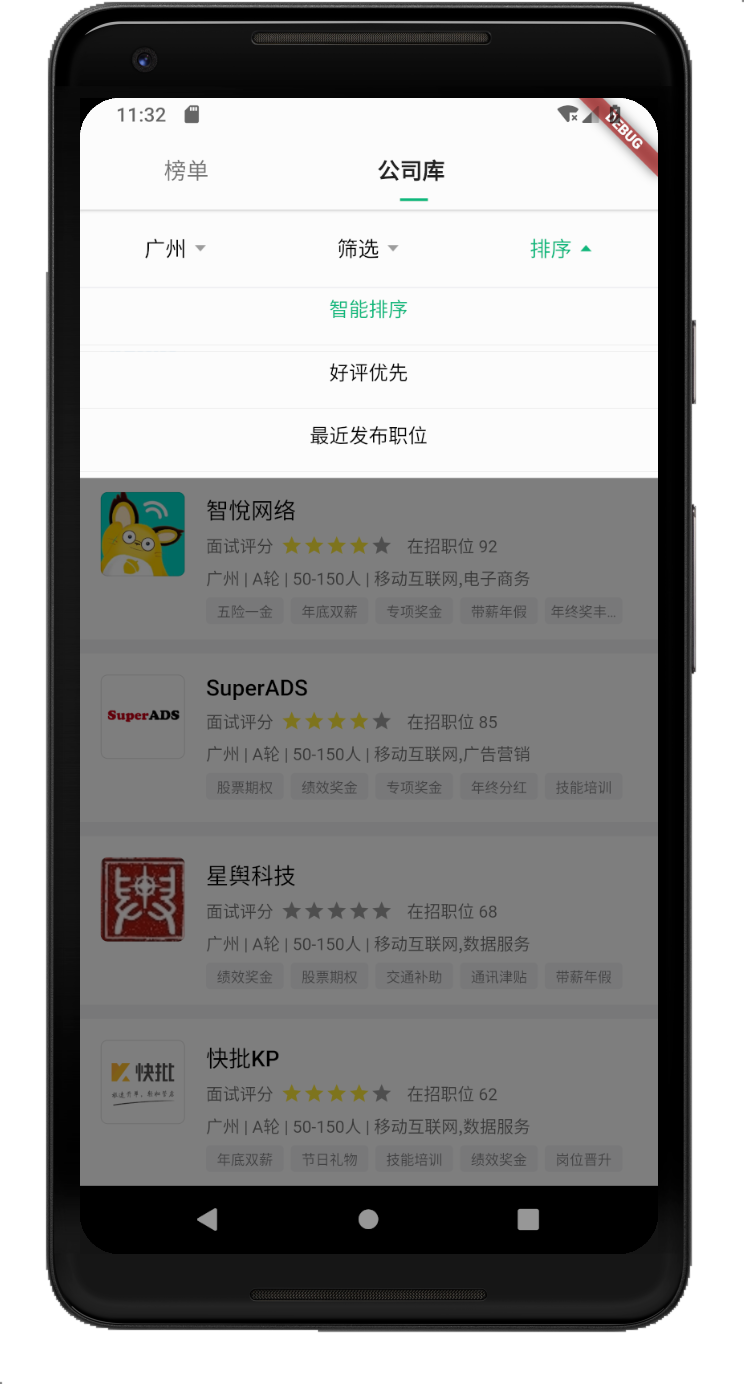 11:32
DEBUG
榜单 公司库
广州 筛选 排序
智能排序
好评优先
最近发布职位
智悅网络
面试评分 在招职位 92
广州 | A轮 | 50-150人 | 移动互联网,电子商务
五险一金 年底双薪 专项奖金 带薪年假 年终奖丰...
SuperADS
SuperADS
面试评分 在招职位 85
广州 | A轮 | 50-150人 | 移动互联网,广告营销
股票期权 绩效奖金 专项奖金 年终分红 技能培训
星舆科技
面试评分 在招职位 68
广州 | A轮 | 50-150人 | 移动互联网,数据服务
绩效奖金 股票期权 交通补助 通讯津贴 带薪年假
快批
快批KP
面试评分 在招职位 62
广州 | A轮 | 50-150人 | 移动互联网,数据服务
年底双薪 节日礼物 技能培训 绩效奖金 岗位晋升